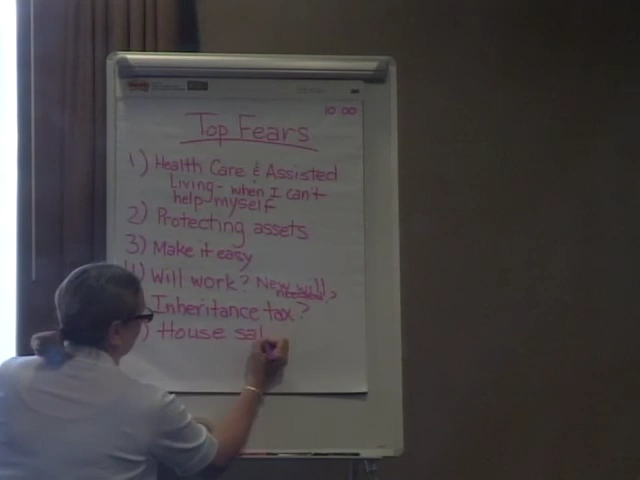 10:00
Top Fears
1) Health Care & Assisted
Living - when I can't
help myself
2) Protecting assets
3) Make it easy
4) Will work? New will
needed?
Inheritance tax?
) House sal